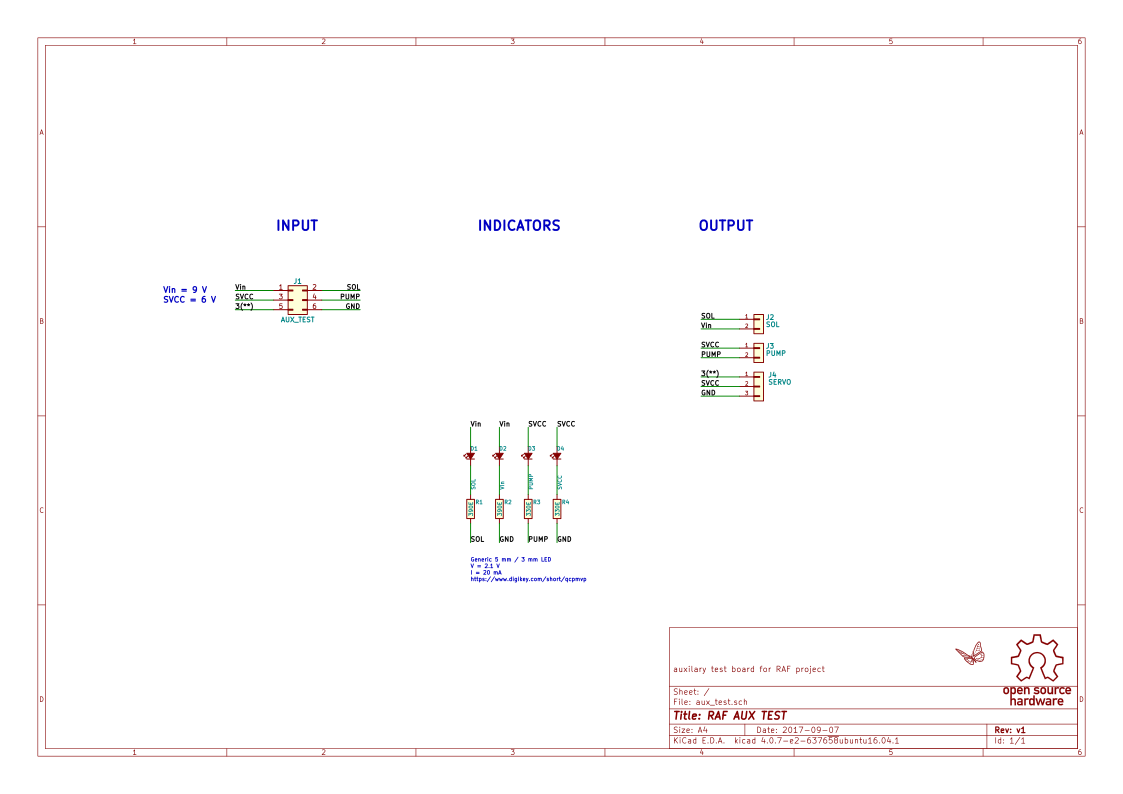 1 2 3 4 5 6
A A
INPUT INDICATORS OUTPUT
J1
Vin = 9 V
SVCC = 6 V
Vin 1 2 SOL
SVCC 3 4 PUMP
3(**) 5 6 GND
AUX_TEST
B B
SOL 1 J2
Vin 2 SOL
SVCC 1 J3
PUMP 2 PUMP
3(**) 1 J4
SVCC 2 SERVO
GND 3
Vin Vin SVCC SVCC
D1 D2 D3 D4
SOL Vin PUMP SVCC
390E R1 390E R2 330E R3 330E R4
C C
SOL GND PUMP GND
Generic 5 mm / 3 mm LED
V = 2.1 V
I = 20 mA
https://www.digikey.com/short/qcpmvp
auxilary test board for RAF project
open source
hardware
Sheet: /
File: aux_test.sch
D D
Title: RAF AUX TEST
Size: A4 Date: 2017-09-07 Rev: v1
KiCad E.D.A. kicad 4.0.7-e2-637658ubuntu16.04.1 Id: 1/1
1 2 3 4 5 6